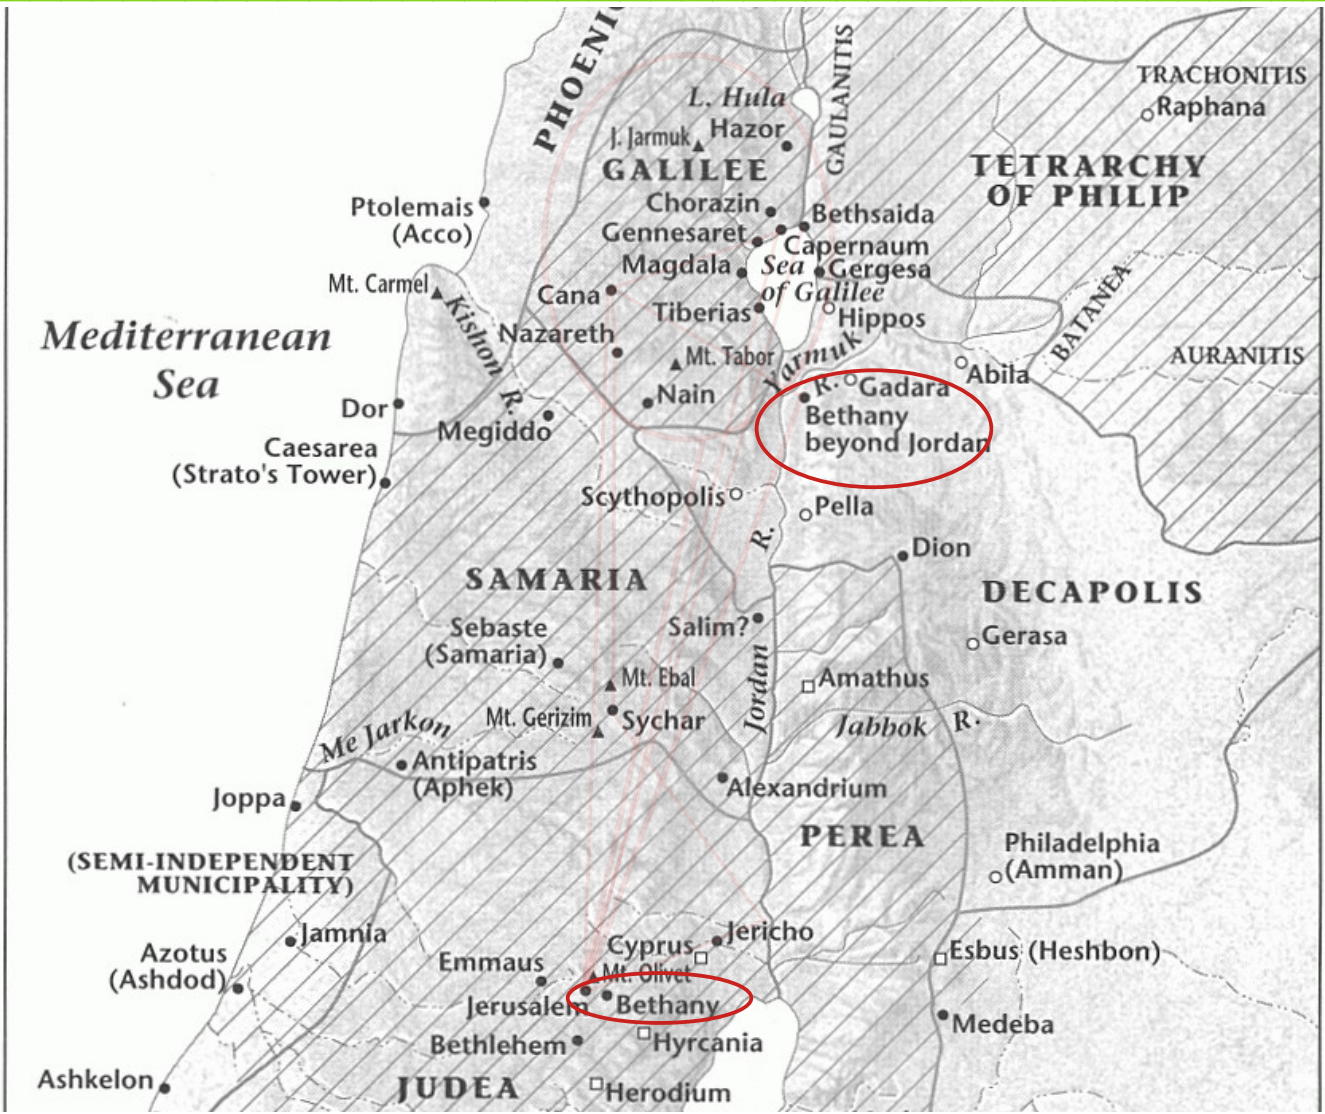 PHOENIC
GAULANITIS
TRACHONITIS
Raphana
L. Hula
J. Jarmuk
Hazor
GALILEE
TETRARCHY
OF PHILIP
Ptolemais
(Acco)
Chorazin
Bethsaida
Gennesaret
Capernaum
Magdala
Sea
of Galilee
Gergesa
Mt. Carmel
Kishon R.
Cana
Tiberias
Hippos
BATANEA
AURANITIS
Mediterranean
Sea
Nazareth
Mt. Tabor
Yarmuk R.
Abila
Gadara
Nain
Bethany
beyond Jordan
Dor
Megiddo
Caesarea
(Strato's Tower)
Scythopolis
Pella
Dion
SAMARIA
DECAPOLIS
Sebaste
(Samaria)
Salim?
Gerasa
Mt. Ebal
Amathus
Jordan R.
Mt. Gerizim
Sychar
Jabbok R.
Me Jarkon
Antipatris
(Aphek)
Alexandrium
Joppa
PEREA
(SEMI-INDEPENDENT
MUNICIPALITY)
Philadelphia
(Amman)
Jamnia
Jericho
Cyprus
Azotus
(Ashdod)
Emmaus
Mt. Olivet
Esbus (Heshbon)
Jerusalem
Bethany
Medeba
Bethlehem
Hyrcania
Ashkelon
JUDEA
Herodium